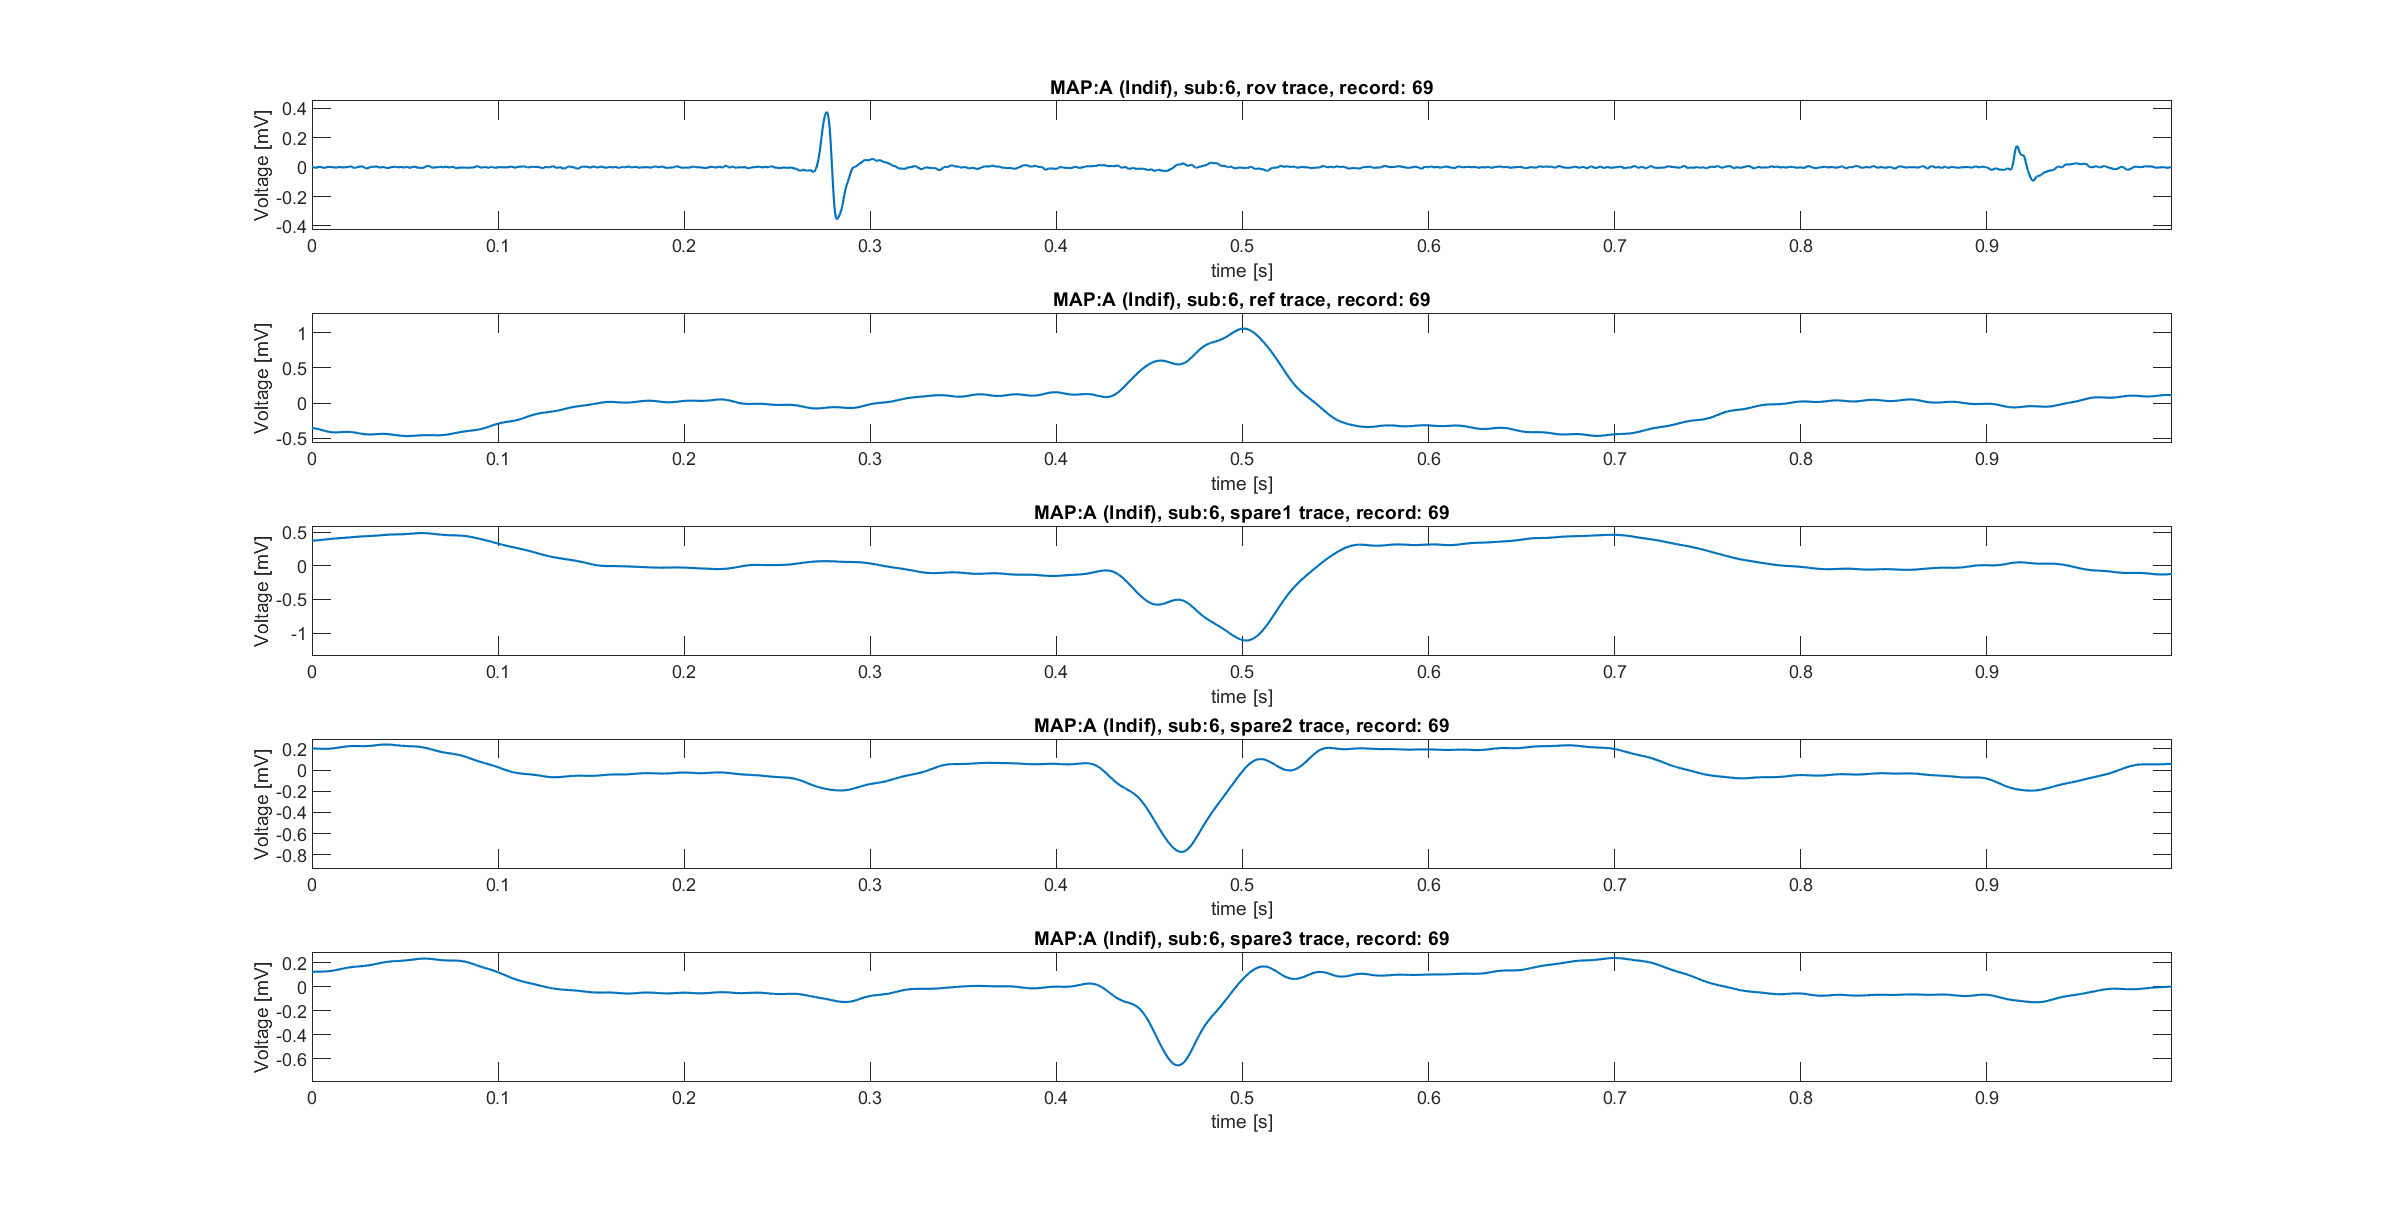 MAP:A (Indif), sub:6, rov trace, record: 69
Voltage [mV]
0.4
0.2
0
-0.2
-0.4
0 0.1 0.2 0.3 0.4 0.5 0.6 0.7 0.8 0.9
time [s]
MAP:A (Indif), sub:6, ref trace, record: 69
Voltage [mV]
1
0.5
0
-0.5
0 0.1 0.2 0.3 0.4 0.5 0.6 0.7 0.8 0.9
time [s]
MAP:A (Indif), sub:6, spare1 trace, record: 69
Voltage [mV]
0.5
0
-0.5
-1
0 0.1 0.2 0.3 0.4 0.5 0.6 0.7 0.8 0.9
time [s]
MAP:A (Indif), sub:6, spare2 trace, record: 69
Voltage [mV]
0.2
0
-0.2
-0.4
-0.6
-0.8
0 0.1 0.2 0.3 0.4 0.5 0.6 0.7 0.8 0.9
time [s]
MAP:A (Indif), sub:6, spare3 trace, record: 69
Voltage [mV]
0.2
0
-0.2
-0.4
-0.6
0 0.1 0.2 0.3 0.4 0.5 0.6 0.7 0.8 0.9
time [s]